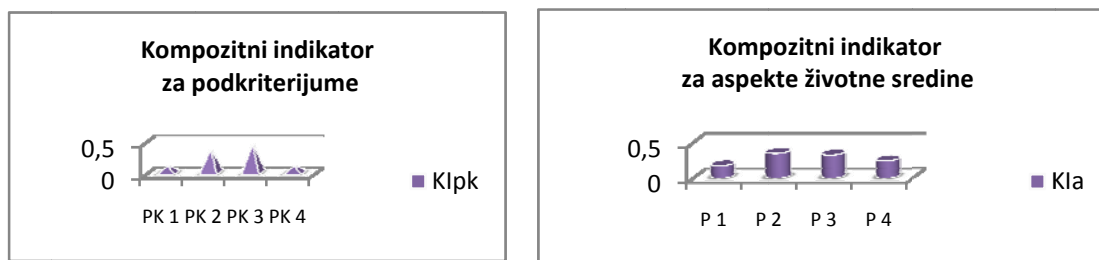 Kompozitni indikator
za podkriterijume
0,5
0
PK 1 PK 2 PK 3 PK 4
KIpk
Kompozitni indikator
za aspekte životne sredine
0,5
0
P 1 P 2 P 3 P 4
KIa